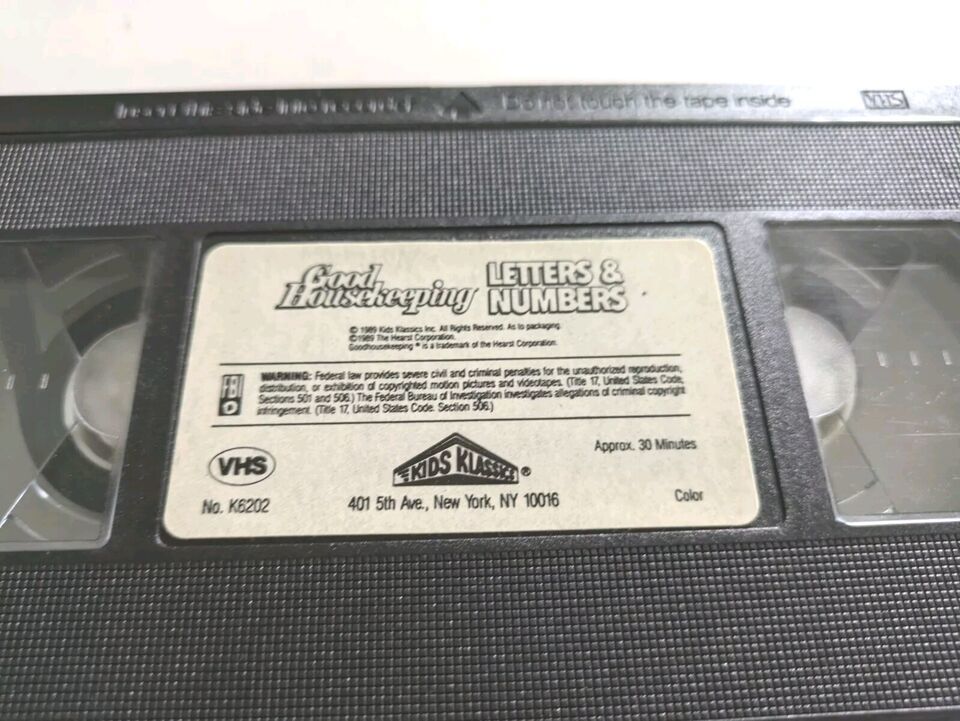 Insert this side into recorder Do not touch the tape inside VHS
Good Housekeeping LETTERS & NUMBERS
© 1989 Kids Klassics Inc. All Rights Reserved. As to packaging.
©1989 The Hearst Corporation.
Goodhousekeeping ® is a trademark of the Hearst Corporation.
WARNING: Federal law provides severe civil and criminal penalties for the unauthorized reproduction,
distribution, or exhibition of copyrighted motion pictures and videotapes. (Title 17, United States Code,
Sections 501 and 506.) The Federal Bureau of Investigation investigates allegations of criminal copyright
infringement. (Title 17, United States Code. Section 506.)
VHS
KIDS KLASSICS ®
Approx. 30 Minutes
No. K6202
401 5th Ave., New York, NY 10016
Color